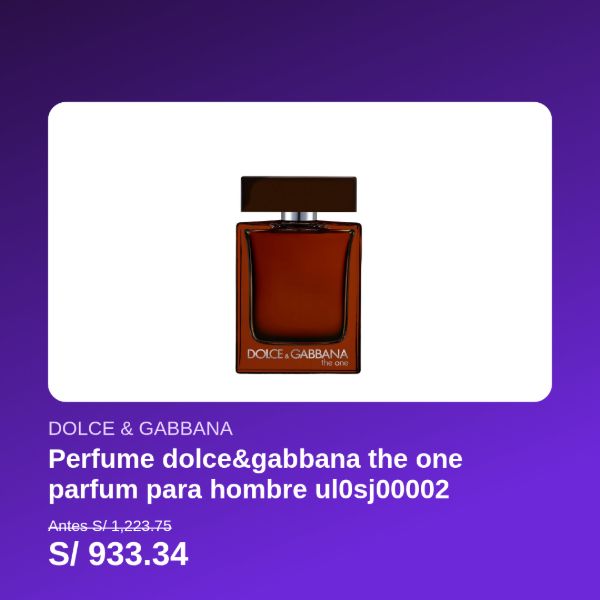 DOLCE & GABBANA
the one
DOLCE & GABBANA
Perfume dolce&gabbana the one
parfum para hombre ul0sj00002
Antes S/ 1,223.75
S/ 933.34